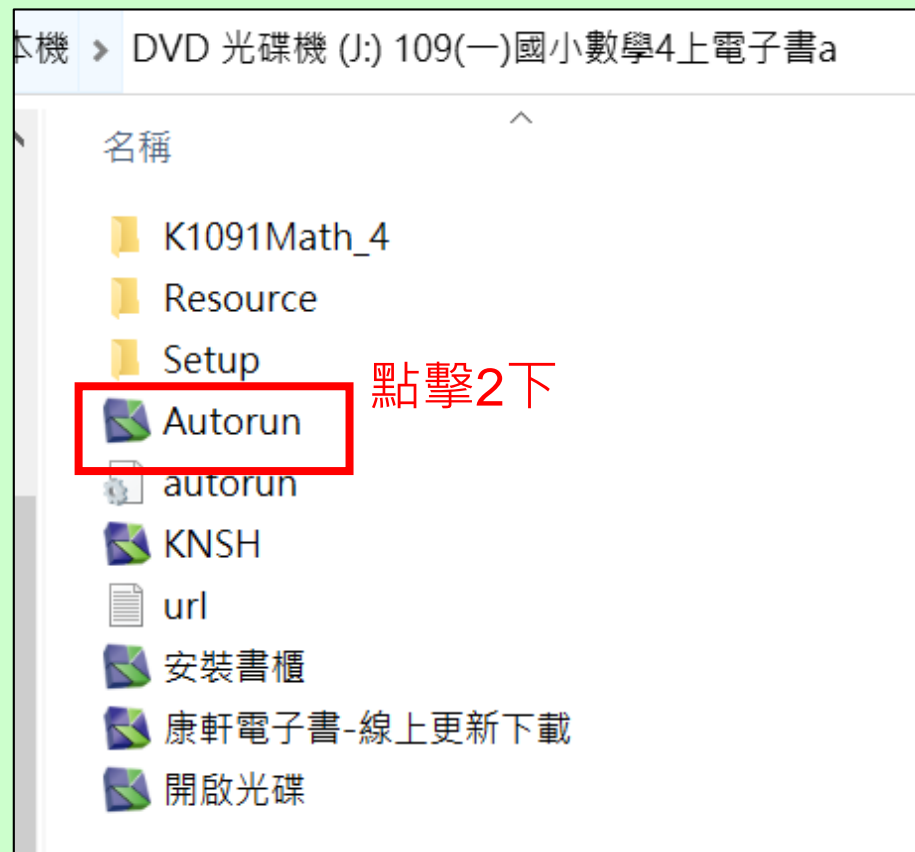 本機 > DVD 光碟機 (J:) 109(一)國小數學4上電子書a
名稱
K1091Math_4
Resource
Setup
點擊2下
Autorun
autorun
KNSH
url
安裝書櫃
康軒電子書-線上更新下載
開啟光碟